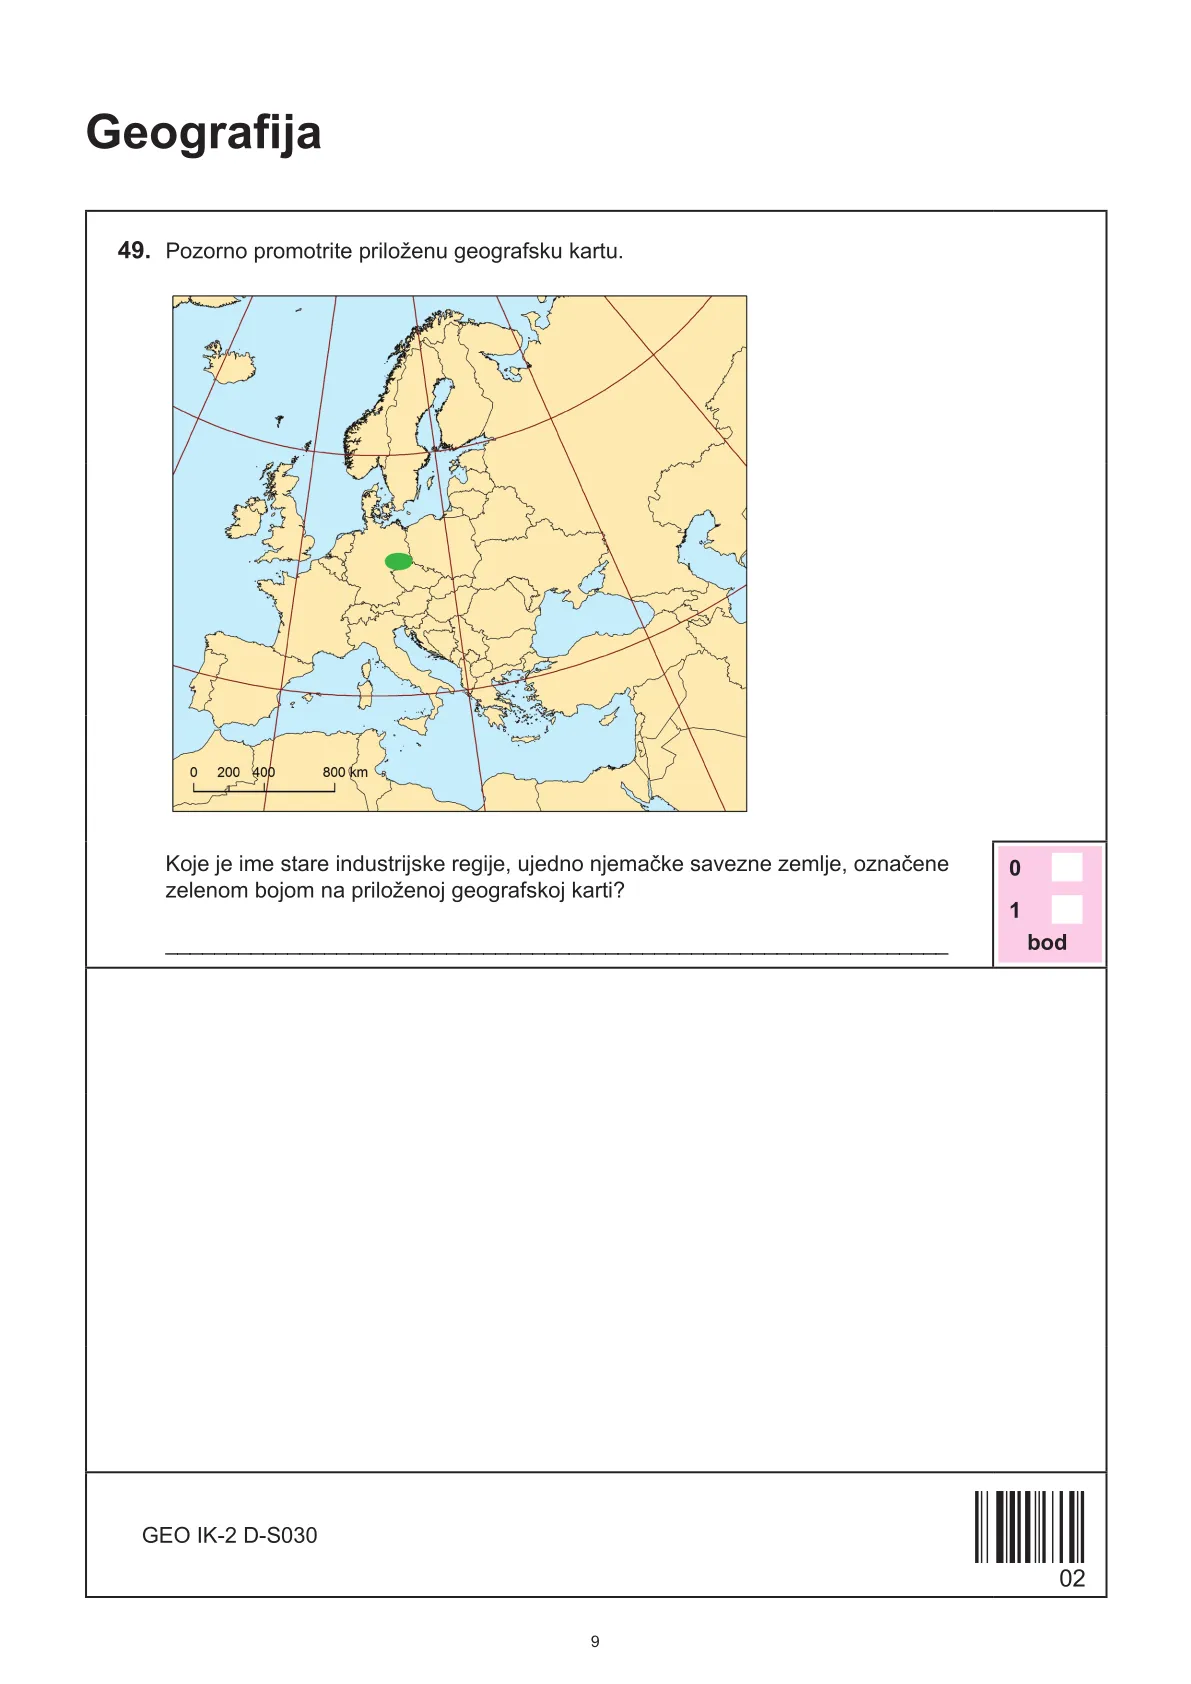 Geografija
49. Pozorno promotrite priloženu geografsku kartu.
0 200 400 800 km
Koje je ime stare industrijske regije, ujedno njemačke savezne zemlje, označene
zelenom bojom na priloženoj geografskoj karti?
0
1
bod
GEO IK-2 D-S030
02
9